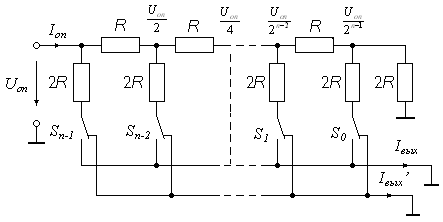 I_оп R U_оп/2 R U_оп/4 U_оп/2^(n-2) R U_оп/2^(n-1)
U_оп 2R 2R 2R 2R 2R
S_n-1 S_n-2 S_1 S_0
I_вых
I_вых'